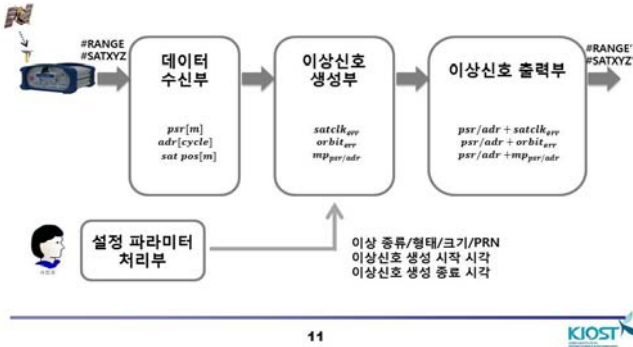 #RANGE
#SATXYZ
데이터
수신부
psr[m]
adr[cycle]
sat pos[m]
이상신호
생성부
satclk_err
orbit_err
mp_psr/adr
이상신호 출력부
psr/adr + satclk_err
psr/adr + orbit_err
psr/adr +mp_psr/adr
#RANGE'
#SATXYZ'
설정 파라미터
처리부
이상 종류/형태/크기/PRN
이상신호 생성 시작 시각
이상신호 생성 종료 시각
11
KIOST